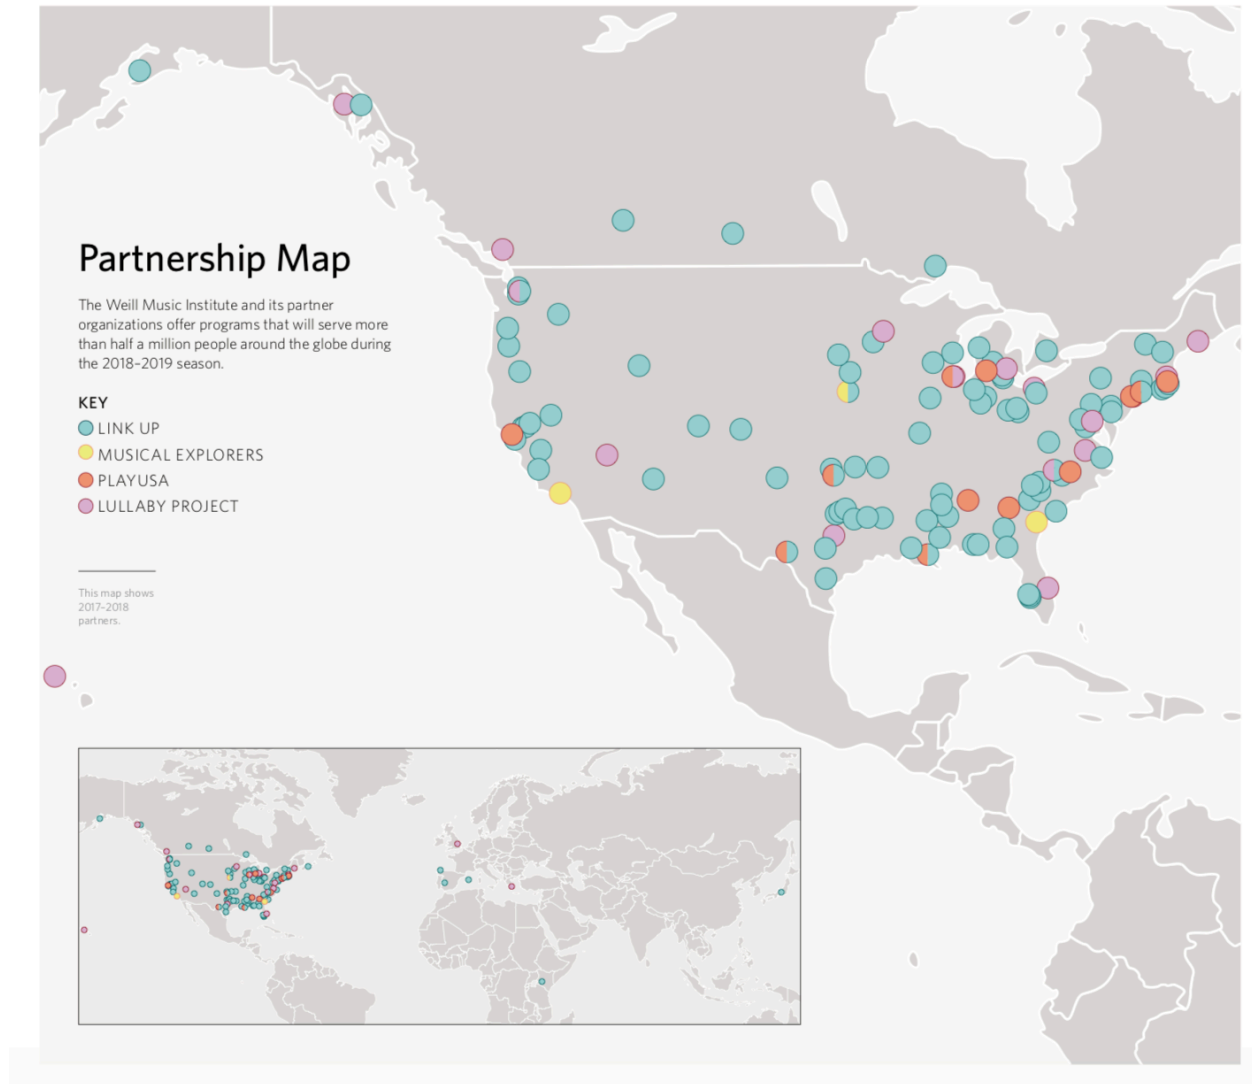 Partnership Map
The Weill Music Institute and its partner
organizations offer programs that will serve more
than half a million people around the globe during
the 2018–2019 season.
KEY
LINK UP
MUSICAL EXPLORERS
PLAYUSA
LULLABY PROJECT
This map shows
2017–2018
partners.